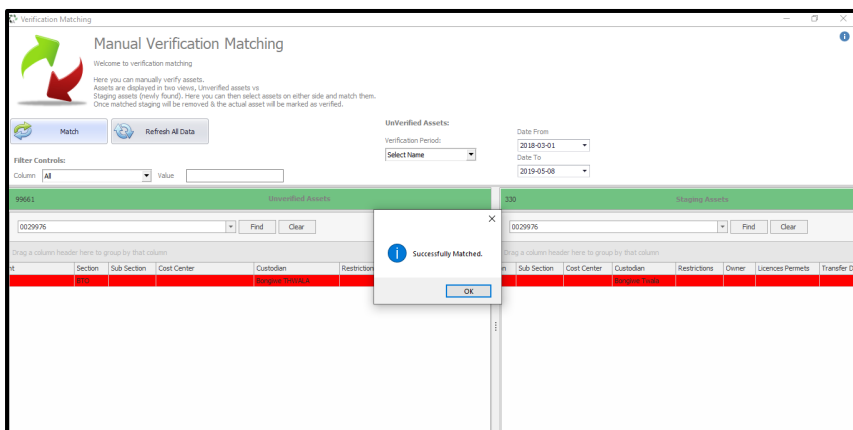 Verification Matching
Manual Verification Matching
Welcome to verification matching
Here you can manually verify assets.
Assets are displayed in two views, Unverified assets vs
Staging assets (newly found). Here you can then select assets on either side and match them.
Once matched staging will be removed & the actual asset will be marked as verified.
Match
Refresh All Data
UnVerified Assets:
Verification Period:
Select Name
Date From
2018-03-01
Date To
2019-05-08
Filter Controls:
Column All Value
99661 Unverified Assets
330 Staging Assets
0029976 Find Clear
0029976 Find Clear
Drag a column header here to group by that column
Drag a column header here to group by that column
nt Section Sub Section Cost Center Custodian Restriction
n Sub Section Cost Center Custodian Restrictions Owner Licences Permets Transfer D
STO Bongiwe THWALA
Successfully Matched.
OK